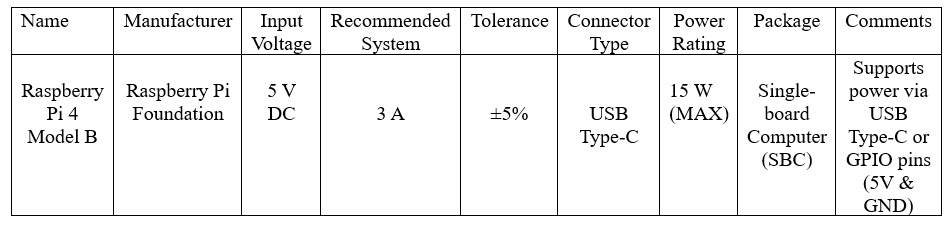 Name
Manufacturer
Input
Voltage
Recommended
System
Tolerance
Connector
Type
Power
Rating
Package
Comments
Raspberry
Pi 4
Model B
Raspberry Pi
Foundation
5 V
DC
3 A
±5%
USB
Type-C
15 W
(MAX)
Single-
board
Computer
(SBC)
Supports
power via
USB
Type-C or
GPIO pins
(5V &
GND)